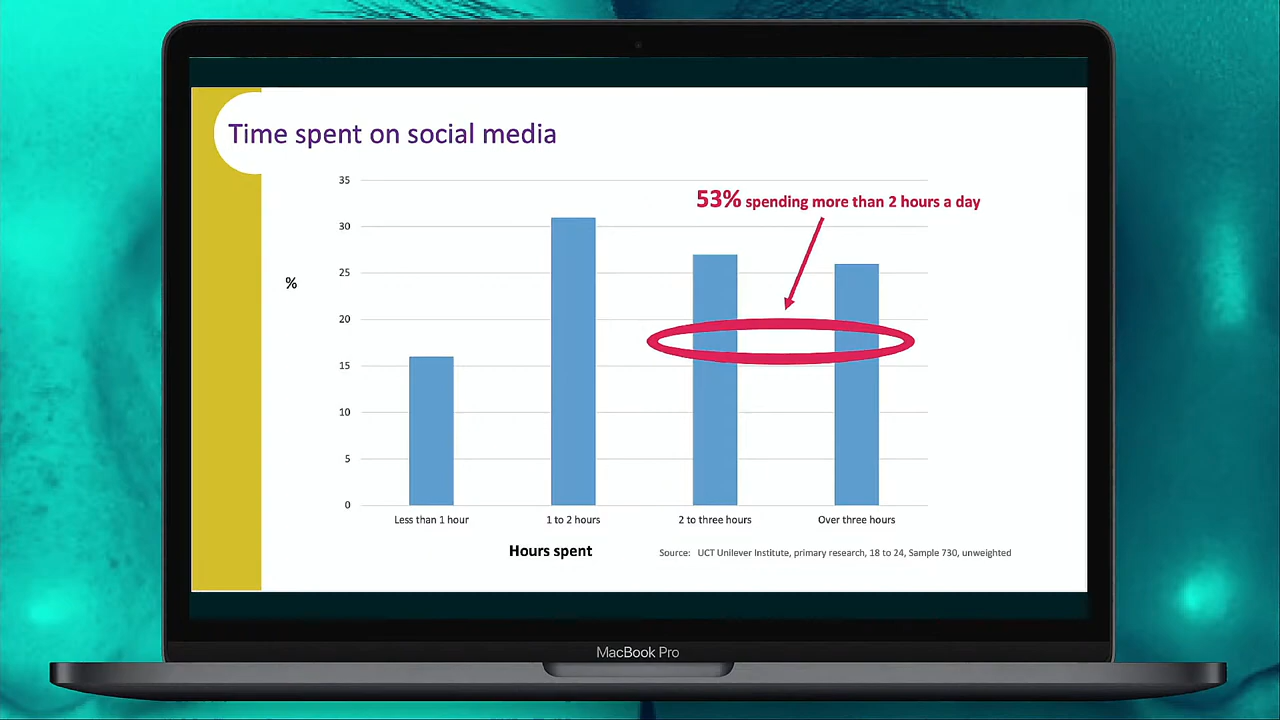 Time spent on social media
35
53% spending more than 2 hours a day
30
%
25
20
15
10
5
0
Less than 1 hour
1 to 2 hours
2 to three hours
Over three hours
Hours spent
Source: UCT Unilever Institute, primary research, 18 to 24, Sample 730, unweighted
MacBook Pro